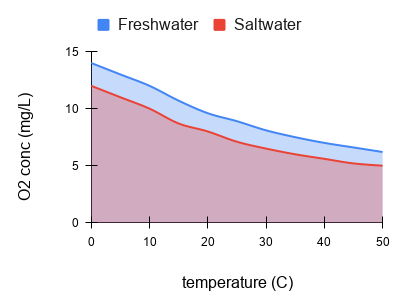 Freshwater Saltwater
15
10
5
0
0 10 20 30 40 50
O2 conc (mg/L)
temperature (C)